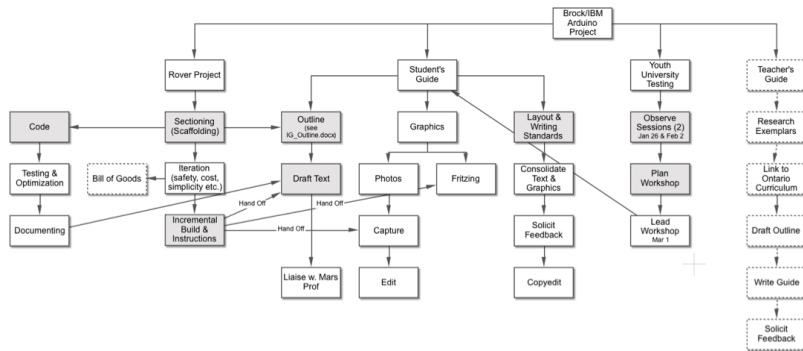 Brock/IBM
Arduino
Project
Rover Project
Student's
Guide
Youth
University
Testing
Teacher's
Guide
Code
Sectioning
(Scaffolding)
Outline
(see
IG_Outline.docx)
Graphics
Layout &
Writing
Standards
Observe
Sessions (2)
Jan 26 & Feb 2
Research
Exemplars
Testing &
Optimization
Bill of Goods
Iteration
(safety, cost,
simplicity etc.)
Draft Text
Photos
Fritzing
Consolidate
Text &
Graphics
Plan
Workshop
Link to
Ontario
Curriculum
Hand Off
Hand Off
Documenting
Incremental
Build &
Instructions
Hand Off
Capture
Solicit
Feedback
Lead
Workshop
Mar 1
Draft Outline
Liaise w. Mars
Prof
Edit
Copyedit
Write Guide
Solicit
Feedback